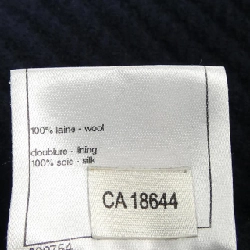 100% laine - wool
doublure - lining
100% soie - silk
CA 18644